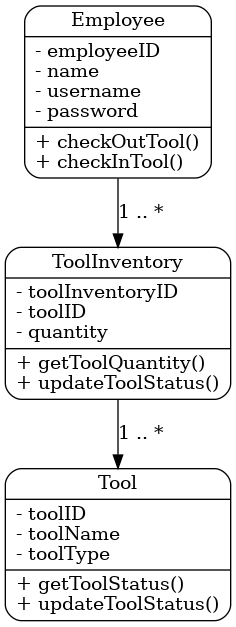 Employee
- employeeID
- name
- username
- password
+ checkOutTool()
+ checkInTool()
1 .. *
ToolInventory
- toolInventoryID
- toolID
- quantity
+ getToolQuantity()
+ updateToolStatus()
1 .. *
Tool
- toolID
- toolName
- toolType
+ getToolStatus()
+ updateToolStatus()